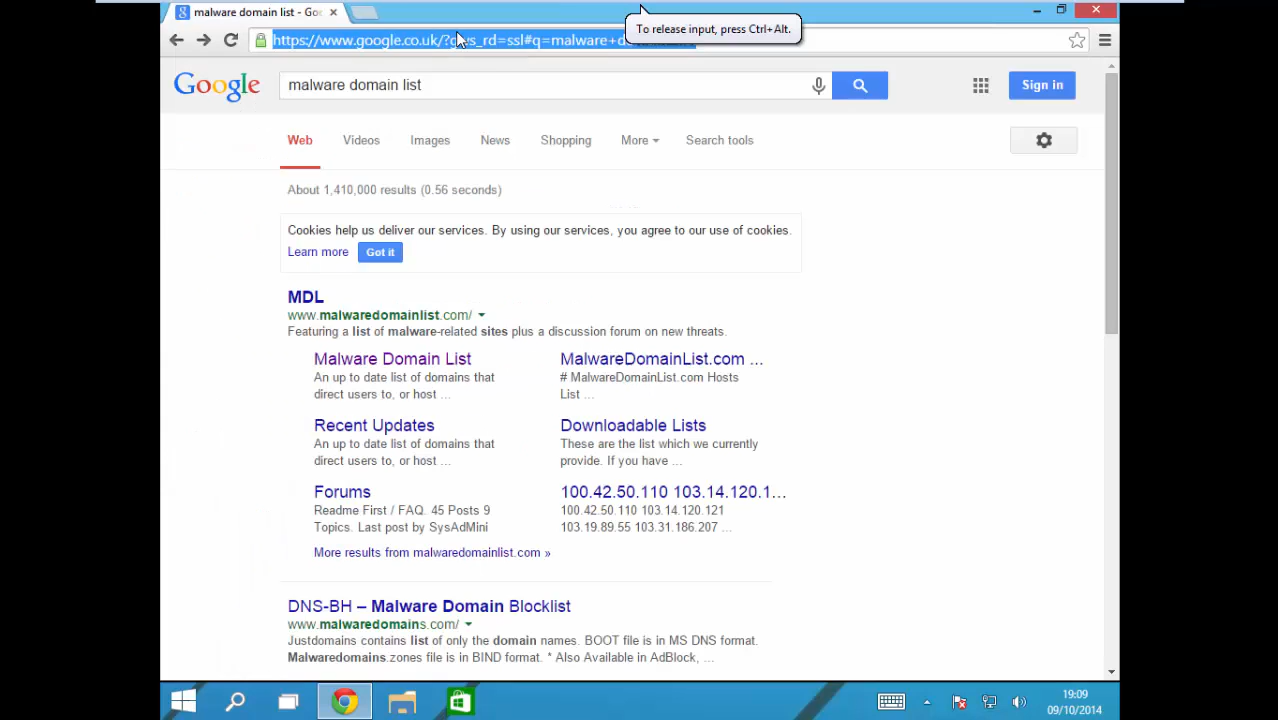 malware domain list - Goo
To release input, press Ctrl+Alt.
https://www.google.co.uk/?g s_rd=ssl#q=malware+d
Google
malware domain list
Sign in
Web Videos Images News Shopping More Search tools
About 1,410,000 results (0.56 seconds)
Cookies help us deliver our services. By using our services, you agree to our use of cookies.
Learn more Got it
MDL
www.malwaredomainlist.com/
Featuring a list of malware-related sites plus a discussion forum on new threats.
Malware Domain List
An up to date list of domains that
direct users to, or host ...
MalwareDomainList.com ...
# MalwareDomainList.com Hosts
List ...
Recent Updates
An up to date list of domains that
direct users to, or host ...
Downloadable Lists
These are the list which we currently
provide. If you have ...
Forums
Readme First / FAQ. 45 Posts 9
Topics. Last post by SysAdMini
100.42.50.110 103.14.120.1...
100.42.50.110 103.14.120.121
103.19.89.55 103.31.186.207 ...
More results from malwaredomainlist.com »
DNS-BH – Malware Domain Blocklist
www.malwaredomains.com/
Justdomains contains list of only the domain names. BOOT file is in MS DNS format.
Malwaredomains.zones file is in BIND format. * Also Available in AdBlock, ...
19:09
09/10/2014